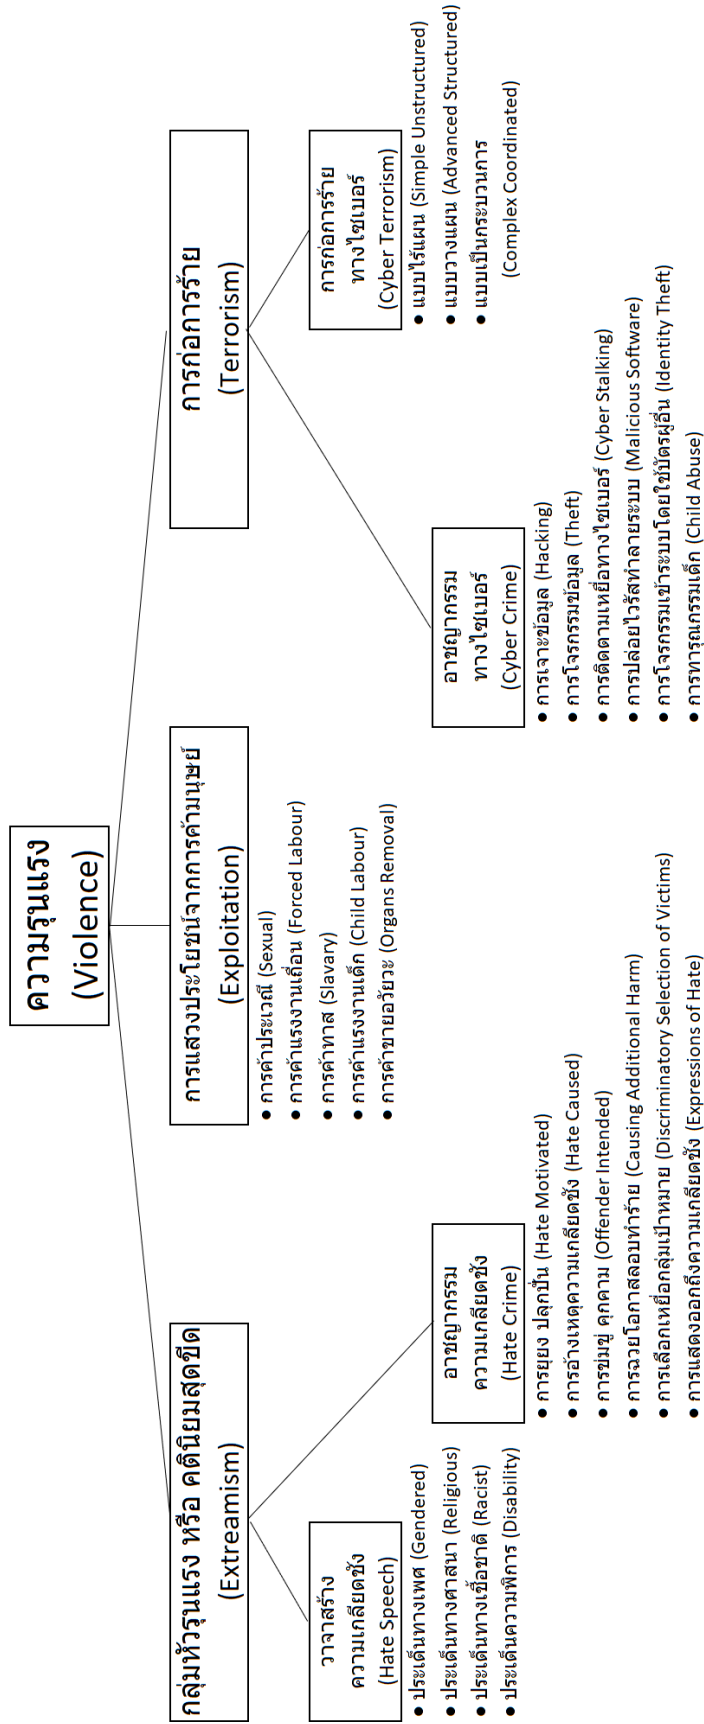 ความรุนแรง
(Violence)
กลุ่มหัวรุนแรง หรือ คตินิยมสุดขีด
(Extreamism)
วาจาสร้าง
ความเกลียดชัง
(Hate Speech)
● ประเด็นทางเพศ (Gendered)
● ประเด็นทางศาสนา (Religious)
● ประเด็นทางเชื้อชาติ (Racist)
● ประเด็นความพิการ (Disability)
อาชญากรรม
ความเกลียดชัง
(Hate Crime)
● การยุยง ปลุกปั่น (Hate Motivated)
● การอ้างเหตุความเกลียดชัง (Hate Caused)
● การข่มขู่ คุกคาม (Offender Intended)
● การฉวยโอกาสลอบทำร้าย (Causing Additional Harm)
● การเลือกเหยื่อกลุ่มเป้าหมาย (Discriminatory Selection of Victims)
● การแสดงออกถึงความเกลียดชัง (Expressions of Hate)
การแสวงประโยชน์จากการค้ามนุษย์
(Exploitation)
● การค้าประเวณี (Sexual)
● การค้าแรงงานเถื่อน (Forced Labour)
● การค้าทาส (Slavary)
● การค้าแรงงานเด็ก (Child Labour)
● การค้าขายอวัยวะ (Organs Removal)
การก่อการร้าย
(Terrorism)
อาชญากรรม
ทางไซเบอร์
(Cyber Crime)
● การเจาะข้อมูล (Hacking)
● การโจรกรรมข้อมูล (Theft)
● การติดตามเหยื่อทางไซเบอร์ (Cyber Stalking)
● การปล่อยไวรัสทำลายระบบ (Malicious Software)
● การโจรกรรมเข้าระบบโดยใช้บัตรผู้อื่น (Identity Theft)
● การทารุณกรรมเด็ก (Child Abuse)
การก่อการร้าย
ทางไซเบอร์
(Cyber Terrorism)
● แบบไร้แผน (Simple Unstructured)
● แบบวางแผน (Advanced Structured)
● แบบเป็นกระบวนการ
(Complex Coordinated)